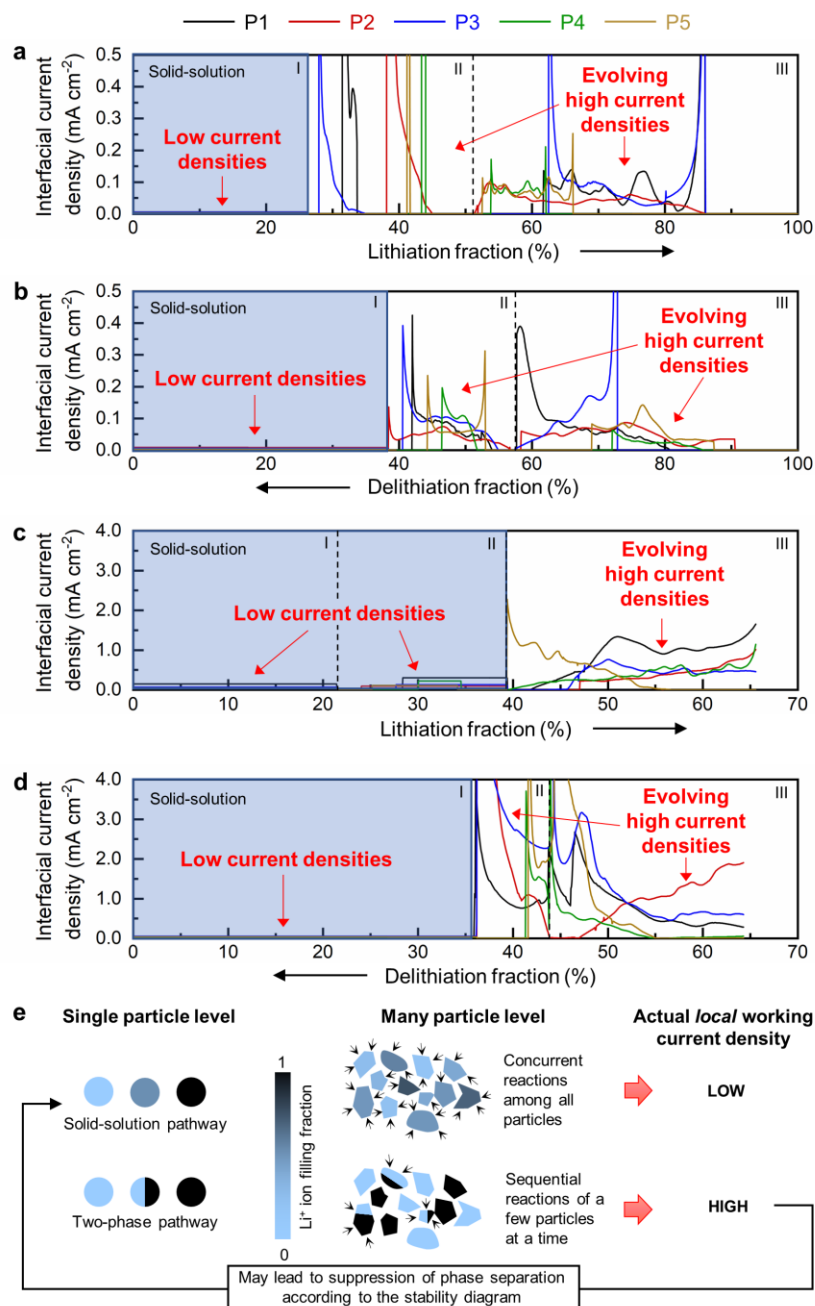 P1 P2 P3 P4 P5
a
Interfacial current
density (mA cm⁻²)
0.5
0.4
0.3
0.2
0.1
0.0
Solid-solution
I
II
III
Low current
densities
Evolving
high current
densities
0 20 40 60 80 100
Lithiation fraction (%)
b
Interfacial current
density (mA cm⁻²)
0.5
0.4
0.3
0.2
0.1
0.0
Solid-solution
I
II
III
Low current densities
Evolving
high current
densities
0 20 40 60 80 100
Delithiation fraction (%)
c
Interfacial current
density (mA cm⁻²)
4.0
3.0
2.0
1.0
0.0
Solid-solution
I
II
III
Low current densities
Evolving
high current
densities
0 10 20 30 40 50 60 70
Lithiation fraction (%)
d
Interfacial current
density (mA cm⁻²)
4.0
3.0
2.0
1.0
0.0
Solid-solution
I
II
III
Low current densities
Evolving
high current
densities
0 10 20 30 40 50 60 70
Delithiation fraction (%)
e
Single particle level
Many particle level
Actual local working
current density
Solid-solution pathway
Two-phase pathway
1
Li⁺ ion filling fraction
0
Concurrent
reactions
among all
particles
LOW
Sequential
reactions of a
few particles
at a time
HIGH
May lead to suppression of phase separation
according to the stability diagram